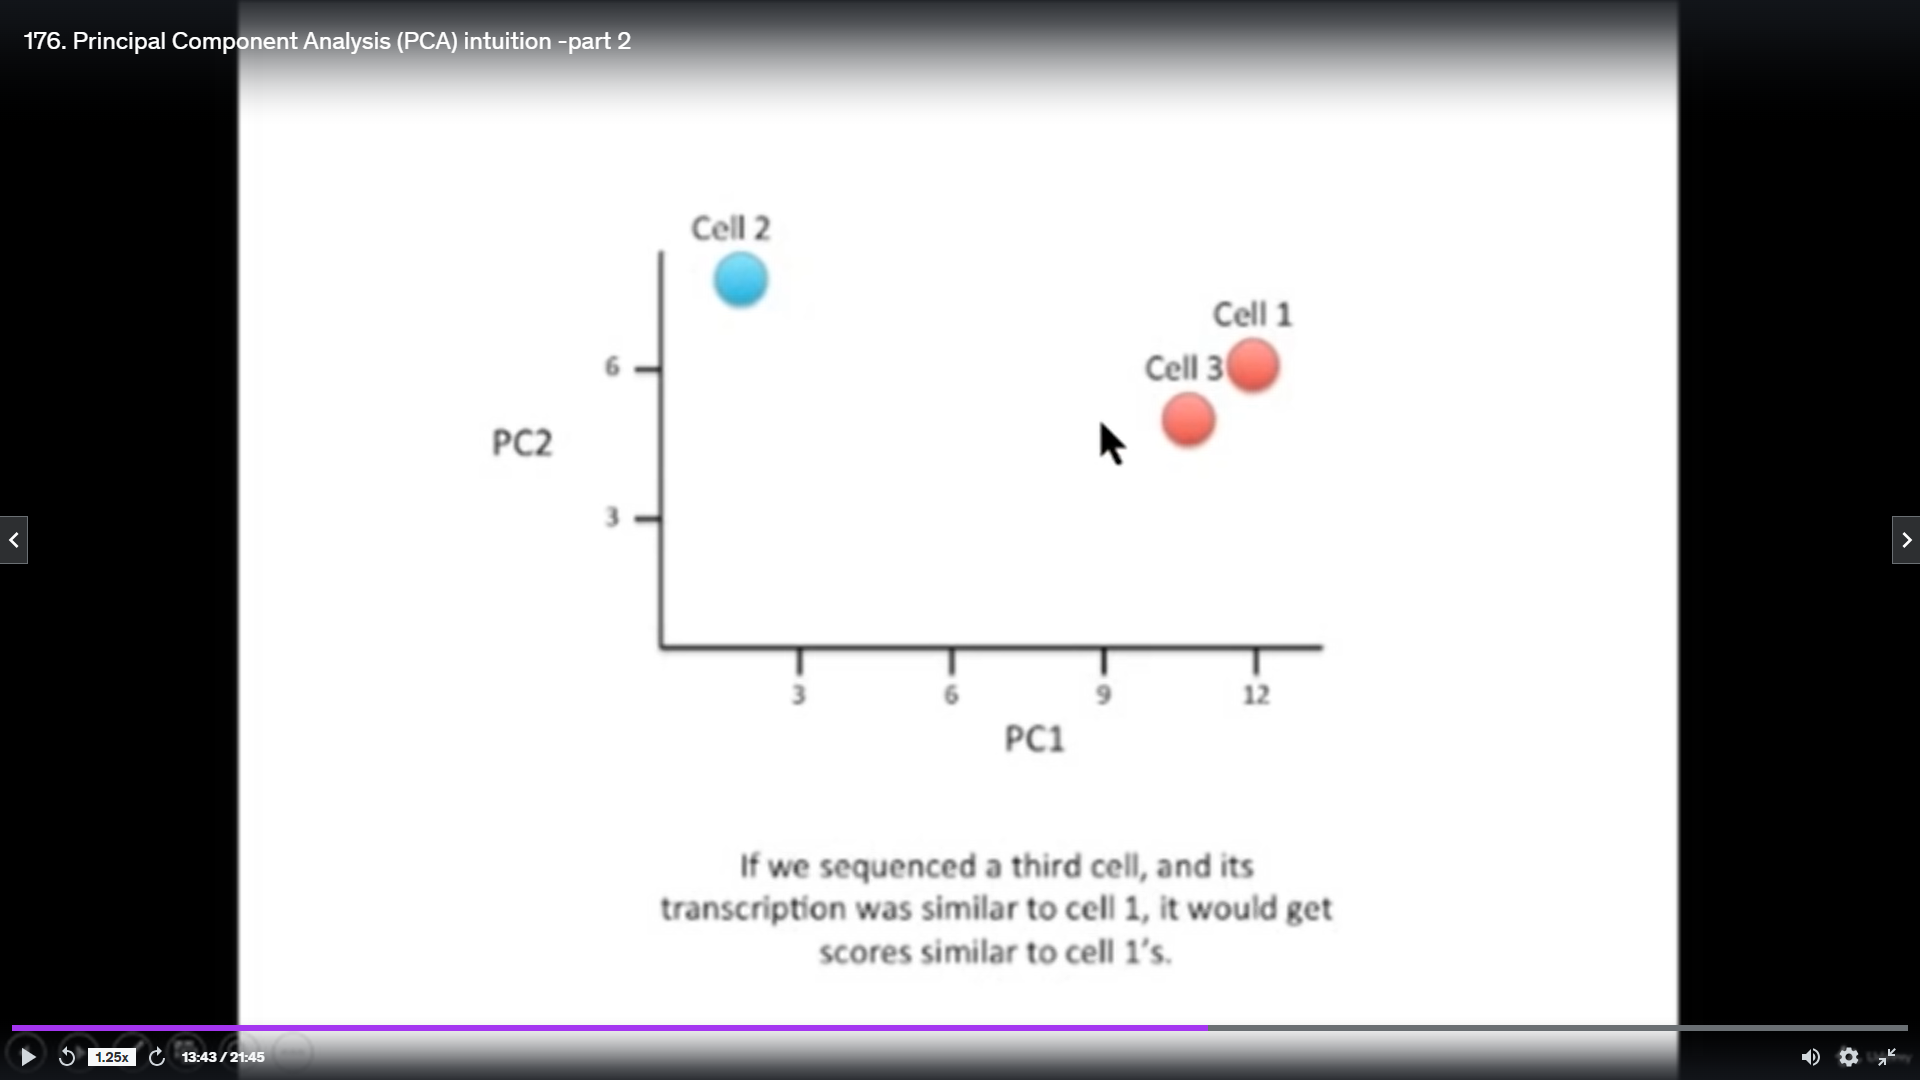 176. Principal Component Analysis (PCA) intuition -part 2
Cell 2
Cell 1
Cell 3
6
PC2
3
3
6
9
12
PC1
If we sequenced a third cell, and its
transcription was similar to cell 1, it would get
scores similar to cell 1's.
1.25x
13:43 / 21:45